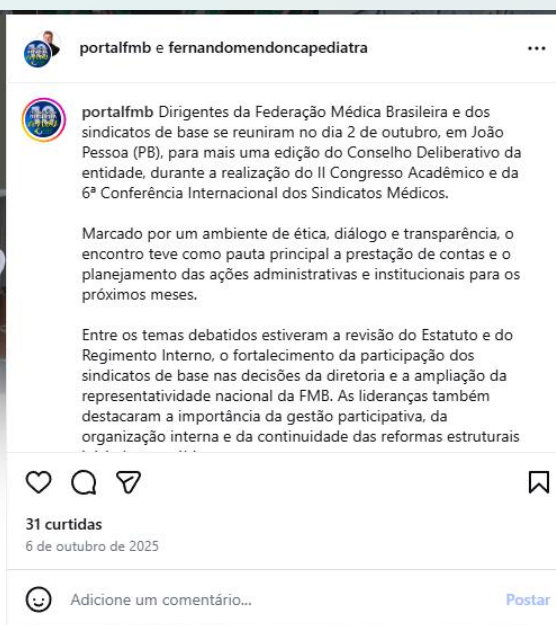 portalfmb e fernandomendoncapediatra
portalfmb Dirigentes da Federação Médica Brasileira e dos
sindicatos de base se reuniram no dia 2 de outubro, em João
Pessoa (PB), para mais uma edição do Conselho Deliberativo da
entidade, durante a realização do II Congresso Acadêmico e da
6ª Conferência Internacional dos Sindicatos Médicos.
Marcado por um ambiente de ética, diálogo e transparência, o
encontro teve como pauta principal a prestação de contas e o
planejamento das ações administrativas e institucionais para os
próximos meses.
Entre os temas debatidos estiveram a revisão do Estatuto e do
Regimento Interno, o fortalecimento da participação dos
sindicatos de base nas decisões da diretoria e a ampliação da
representatividade nacional da FMB. As lideranças também
destacaram a importância da gestão participativa, da
organização interna e da continuidade das reformas estruturais
31 curtidas
6 de outubro de 2025
Adicione um comentário...
Postar